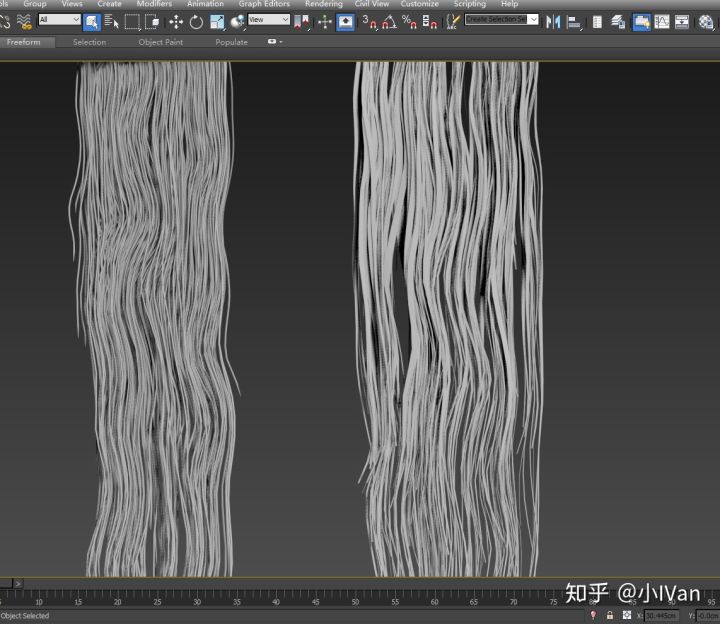 ols Group Views Create Modifiers Animation Graph Editors Rendering Civil View Customize Scripting Help
All View 3 % ABC Create Selection Se
Freeform Selection Object Paint Populate
>
10 15 20 25 30 35 40 45 50 55 60 65 70 75 80 85 90 95
Object Selected X: 30.445cm Y: -0.0cm
知乎 @小IVan